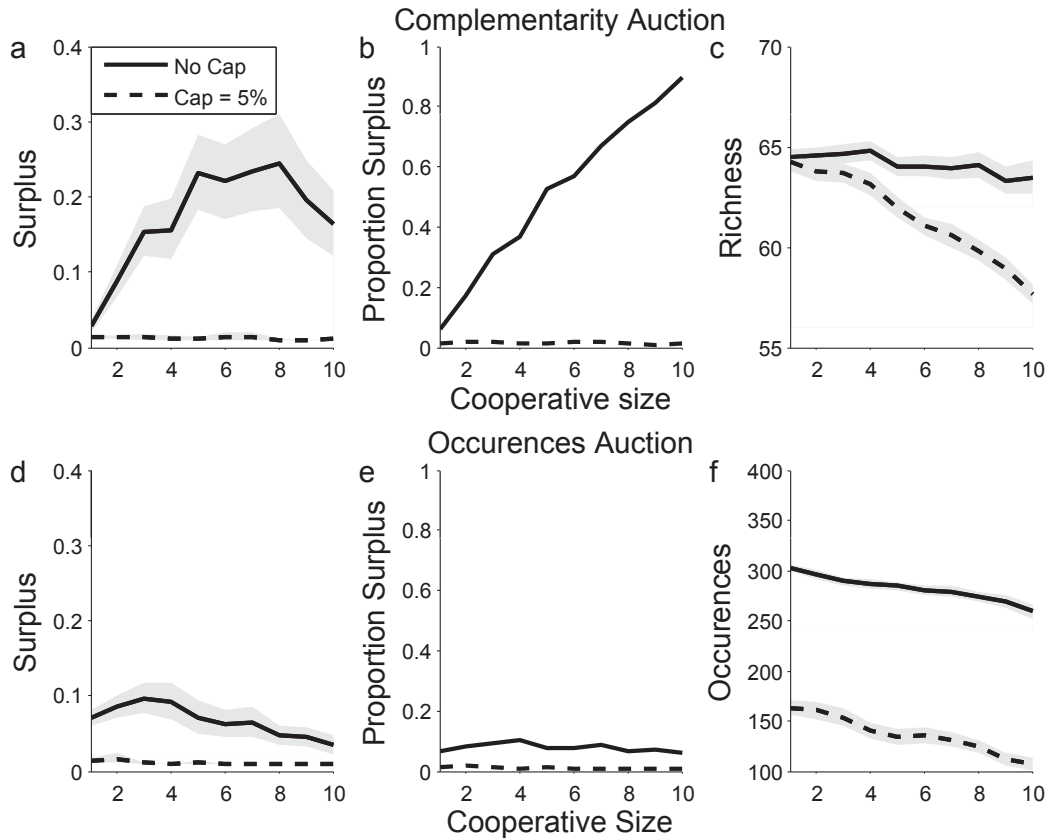 Complementarity Auction
a
0.4
0.3
0.2
0.1
0
Surplus
No Cap
Cap = 5%
2 4 6 8 10
b
1
0.8
0.6
0.4
0.2
0
Proportion Surplus
2 4 6 8 10
Cooperative size
c
70
65
60
55
Richness
2 4 6 8 10
Occurences Auction
d
0.4
0.3
0.2
0.1
0
Surplus
2 4 6 8 10
e
1
0.8
0.6
0.4
0.2
0
Proportion Surplus
2 4 6 8 10
Cooperative Size
f
400
350
300
250
200
150
100
Occurences
2 4 6 8 10